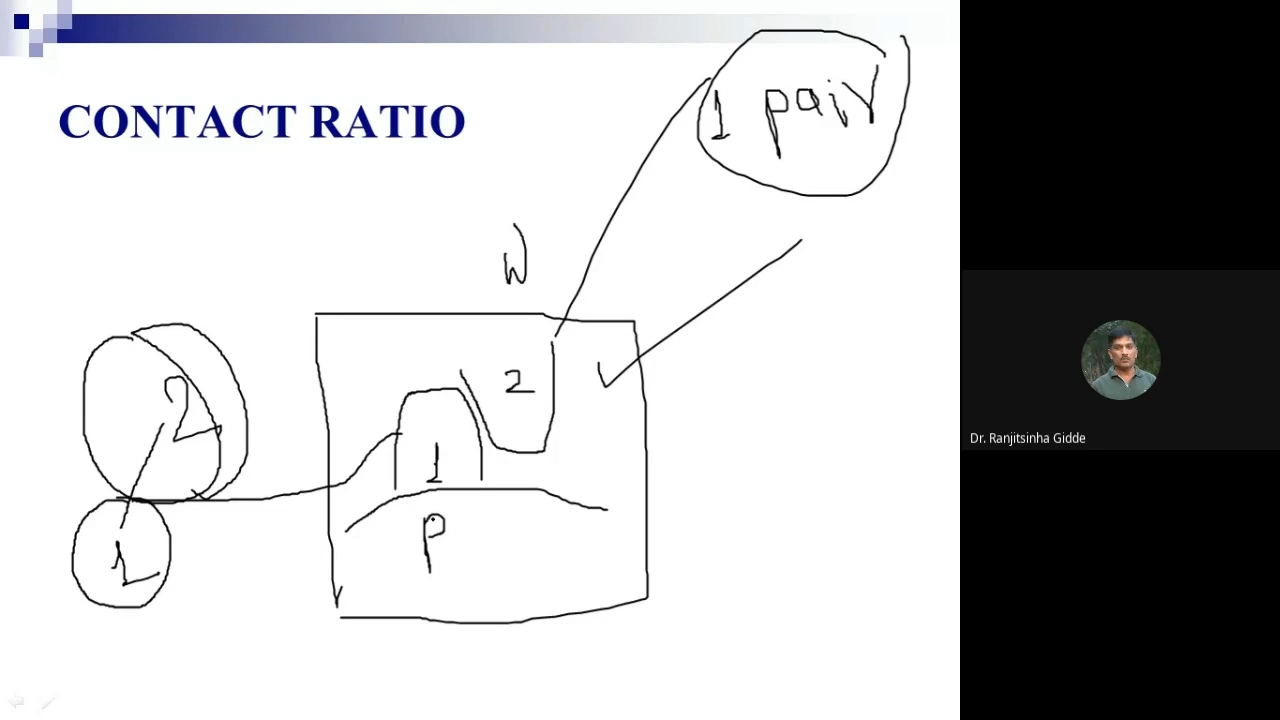 CONTACT RATIO
1 pair
W
2
2
1
P
1
Dr. Ranjitsinha Gidde